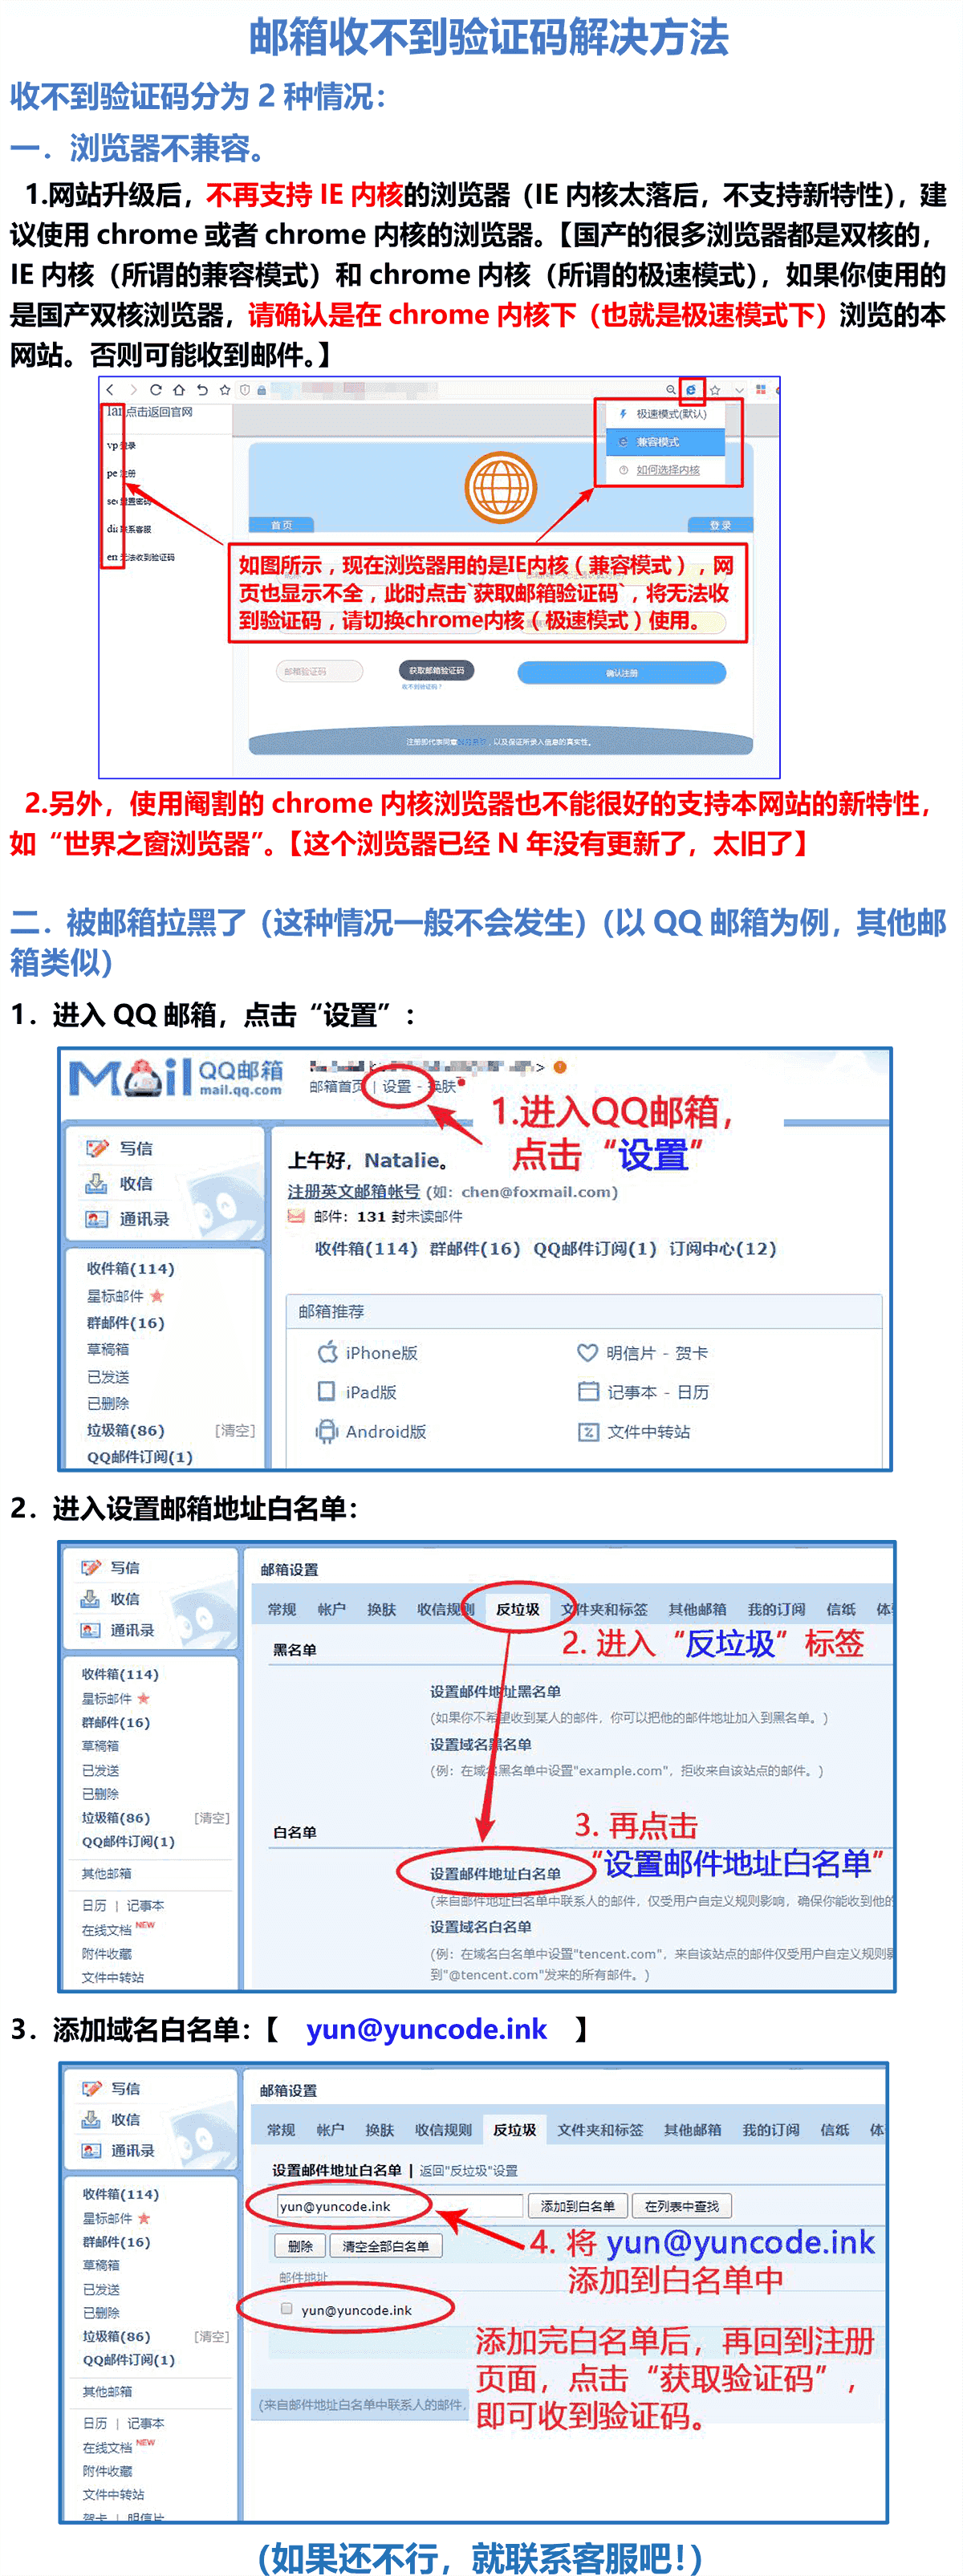 邮箱收不到验证码解决方法
收不到验证码分为 2 种情况：
一．浏览器不兼容。
1.网站升级后，不再支持 IE 内核的浏览器（IE 内核太落后，不支持新特性），建
议使用 chrome 或者 chrome 内核的浏览器。【国产的很多浏览器都是双核的，
IE 内核（所谓的兼容模式）和 chrome 内核（所谓的极速模式），如果你使用的
是国产双核浏览器，请确认是在 chrome 内核下（也就是极速模式下）浏览的本
网站。否则可能收到邮件。】
点击返回官网
极速模式(默认)
vp 登录
兼容模式
pe 注册
如何选择内核
设置密码
首页
登录
联系客服
无法收到验证码
如图所示，现在浏览器用的是IE内核（兼容模式），网
页也显示不全，此时点击`获取邮箱验证码`，将无法收
到验证码，请切换chrome内核（极速模式）使用。
邮箱验证码
获取邮箱验证码
确认注册
收不到验证码？
注册即代表同意
，以及保证所录入信息的真实性。
2.另外，使用阉割的 chrome 内核浏览器也不能很好的支持本网站的新特性，
如“世界之窗浏览器”。【这个浏览器已经 N 年没有更新了，太旧了】
二．被邮箱拉黑了（这种情况一般不会发生）（以 QQ 邮箱为例，其他邮
箱类似）
1．进入 QQ 邮箱，点击“设置”：
Mail QQ邮箱
mail.qq.com
邮箱首页 | 设置 - 换肤
1.进入QQ邮箱，
点击“设置”
写信
收信
通讯录
上午好，Natalie。
注册英文邮箱帐号 (如：chen@foxmail.com)
邮件：131 封未读邮件
收件箱(114) 群邮件(16) QQ邮件订阅(1) 订阅中心(12)
收件箱(114)
星标邮件
群邮件(16)
草稿箱
已发送
已删除
垃圾箱(86) [清空]
QQ邮件订阅(1)
邮箱推荐
iPhone版
明信片 - 贺卡
iPad版
记事本 - 日历
Android版
文件中转站
2．进入设置邮箱地址白名单：
写信
收信
通讯录
收件箱(114)
星标邮件
群邮件(16)
草稿箱
已发送
已删除
垃圾箱(86) [清空]
QQ邮件订阅(1)
其他邮箱
日历 | 记事本
在线文档 NEW
附件收藏
文件中转站
邮箱设置
常规 帐户 换肤 收信规则 反垃圾 文件夹和标签 其他邮箱 我的订阅 信纸 体
2. 进入“反垃圾”标签
黑名单
设置邮件地址黑名单
(如果你不希望收到某人的邮件，你可以把他的邮件地址加入到黑名单。)
设置域名黑名单
(例：在域名黑名单中设置"example.com"，拒收来自该站点的邮件。)
白名单
3. 再点击
“设置邮件地址白名单”
设置邮件地址白名单
(来自邮件地址白名单中联系人的邮件，仅受用户自定义规则影响，确保你能收到他的
设置域名白名单
(例：在域名白名单中设置"tencent.com"，来自该站点的邮件仅受用户自定义规则影
到"@tencent.com"发来的所有邮件。)
3．添加域名白名单：【 yun@yuncode.ink 】
写信
收信
通讯录
收件箱(114)
星标邮件
群邮件(16)
草稿箱
已发送
已删除
垃圾箱(86) [清空]
QQ邮件订阅(1)
其他邮箱
日历 | 记事本
在线文档 NEW
附件收藏
文件中转站
贺卡 | 明信片
邮箱设置
常规 帐户 换肤 收信规则 反垃圾 文件夹和标签 其他邮箱 我的订阅 信纸 体
设置邮件地址白名单 | 返回"反垃圾"设置
yun@yuncode.ink 添加到白名单 在列表中查找
删除 清空全部白名单
4. 将 yun@yuncode.ink
添加到白名单中
邮件地址
yun@yuncode.ink
添加完白名单后，再回到注册
页面，点击“获取验证码”，
即可收到验证码。
(来自邮件地址白名单中联系人的邮件，
(如果还不行，就联系客服吧！)